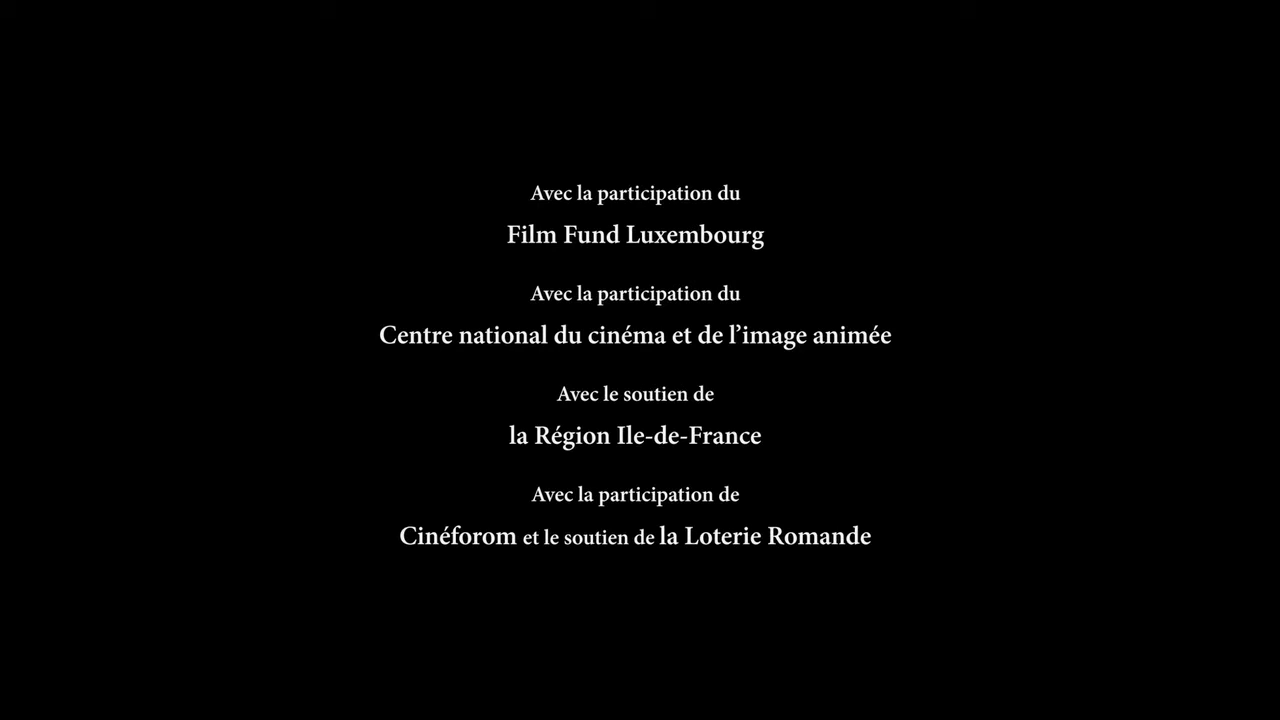 Avec la participation du
Film Fund Luxembourg
Avec la participation du
Centre national du cinéma et de l’image animée
Avec le soutien de
la Région Ile-de-France
Avec la participation de
Cinéforom et le soutien de la Loterie Romande